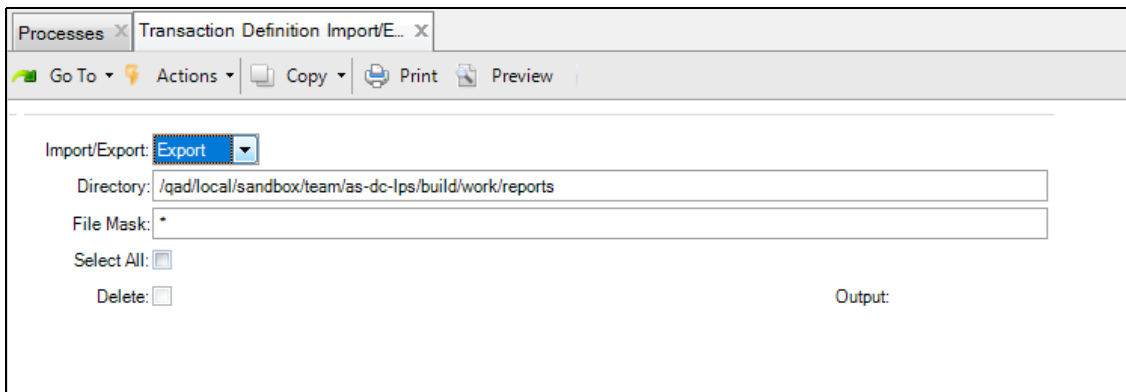 Processes Transaction Definition Import/E...
Go To Actions Copy Print Preview
Import/Export: Export
Directory: /qad/local/sandbox/team/as-dc-lps/build/work/reports
File Mask: *
Select All:
Delete: Output: